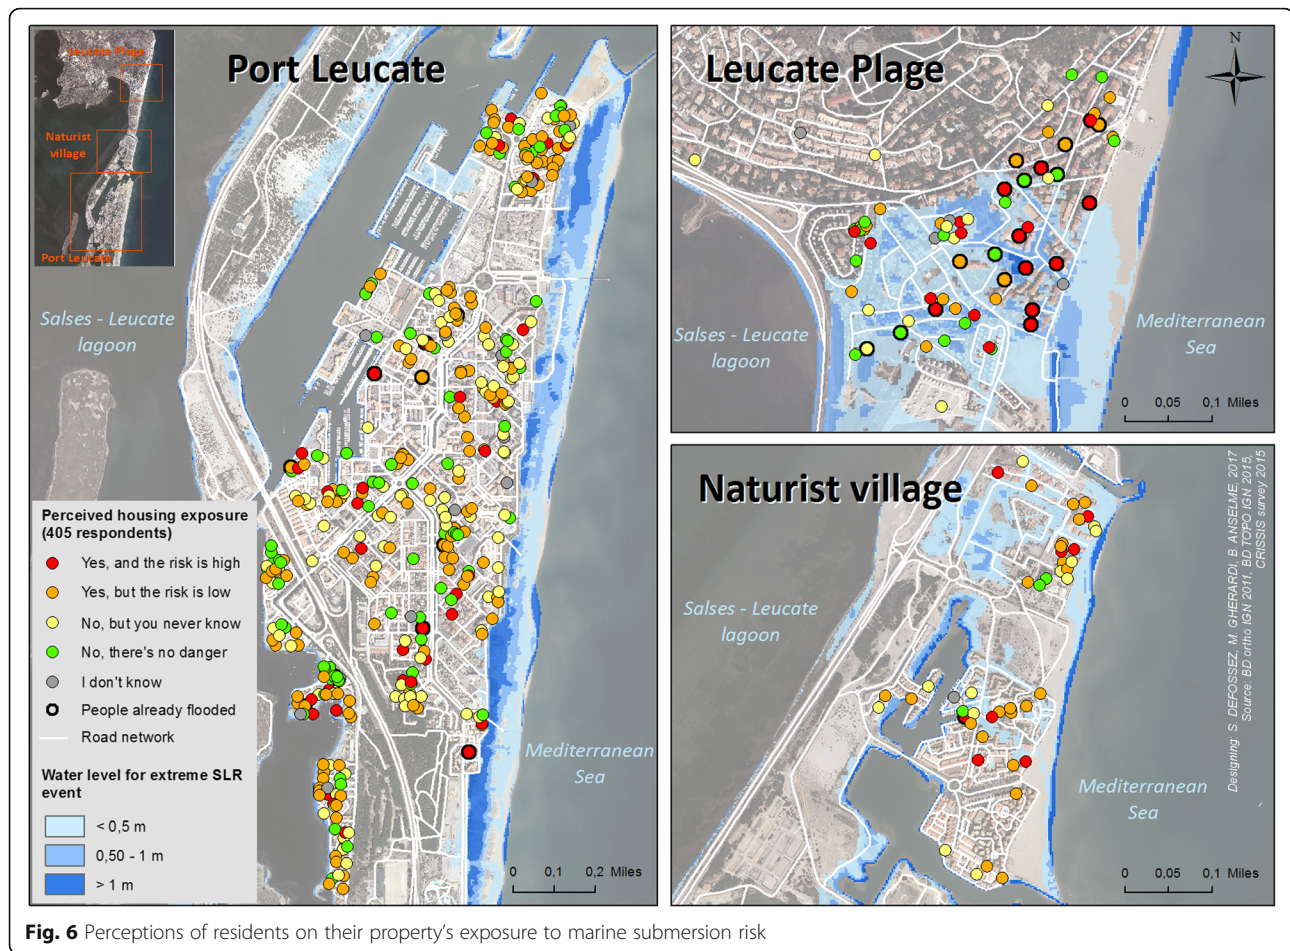 Leucate Plage
Naturist
village
Port Leucate
Port Leucate
Salses - Leucate
lagoon
Mediterranean
Sea
0 0,1 0,2 Miles
Perceived housing exposure
(405 respondents)
Yes, and the risk is high
Yes, but the risk is low
No, but you never know
No, there's no danger
I don't know
People already flooded
Road network
Water level for extreme SLR
event
< 0,5 m
0,50 - 1 m
> 1 m
Leucate Plage
N
Salses - Leucate
lagoon
Mediterranean
Sea
0 0,05 0,1 Miles
Naturist village
Salses - Leucate
lagoon
Mediterranean
Sea
0 0,05 0,1 Miles
Designing: S. DEFOSSEZ, M. GHERARDI, B. ANSELME, 2017
Source: BD ortho IGN 2011, BD TOPO IGN 2015,
CRISSIS survey 2015
Fig. 6 Perceptions of residents on their property's exposure to marine submersion risk